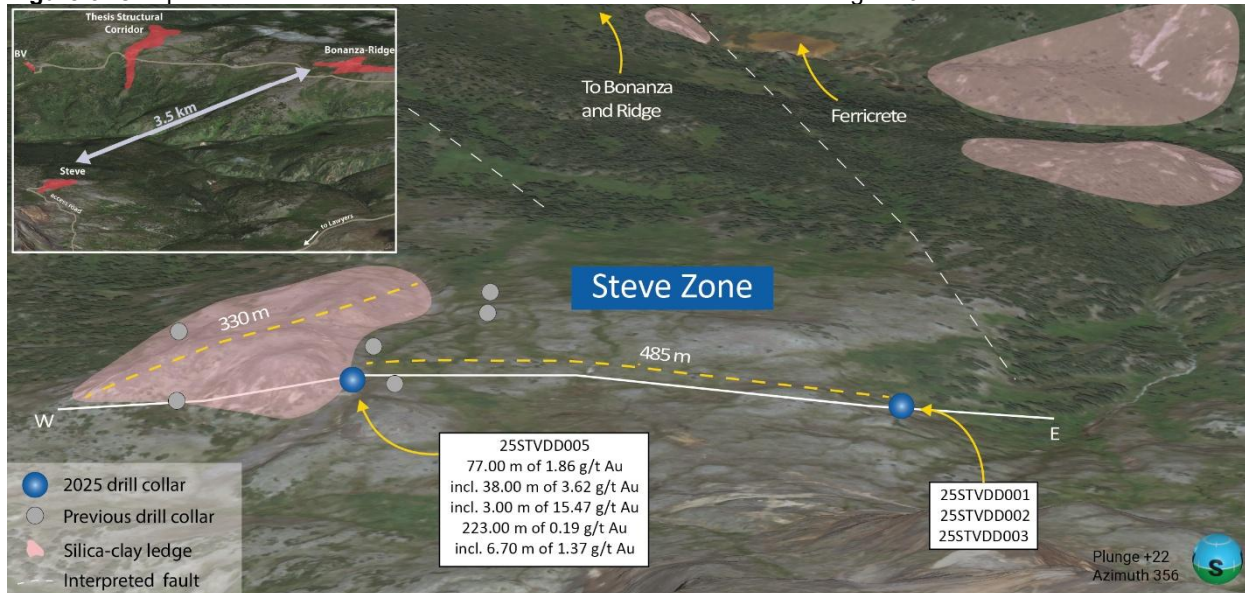 Thesis Structural
Corridor
BV
Bonanza-Ridge
3.5 km
Steve
access road
to Lawyers
To Bonanza
and Ridge
Ferricrete
Steve Zone
330 m
485 m
W
E
25STVDD005
77.00 m of 1.86 g/t Au
incl. 38.00 m of 3.62 g/t Au
incl. 3.00 m of 15.47 g/t Au
223.00 m of 0.19 g/t Au
incl. 6.70 m of 1.37 g/t Au
25STVDD001
25STVDD002
25STVDD003
2025 drill collar
Previous drill collar
Silica-clay ledge
Interpreted fault
Plunge +22
Azimuth 356
S